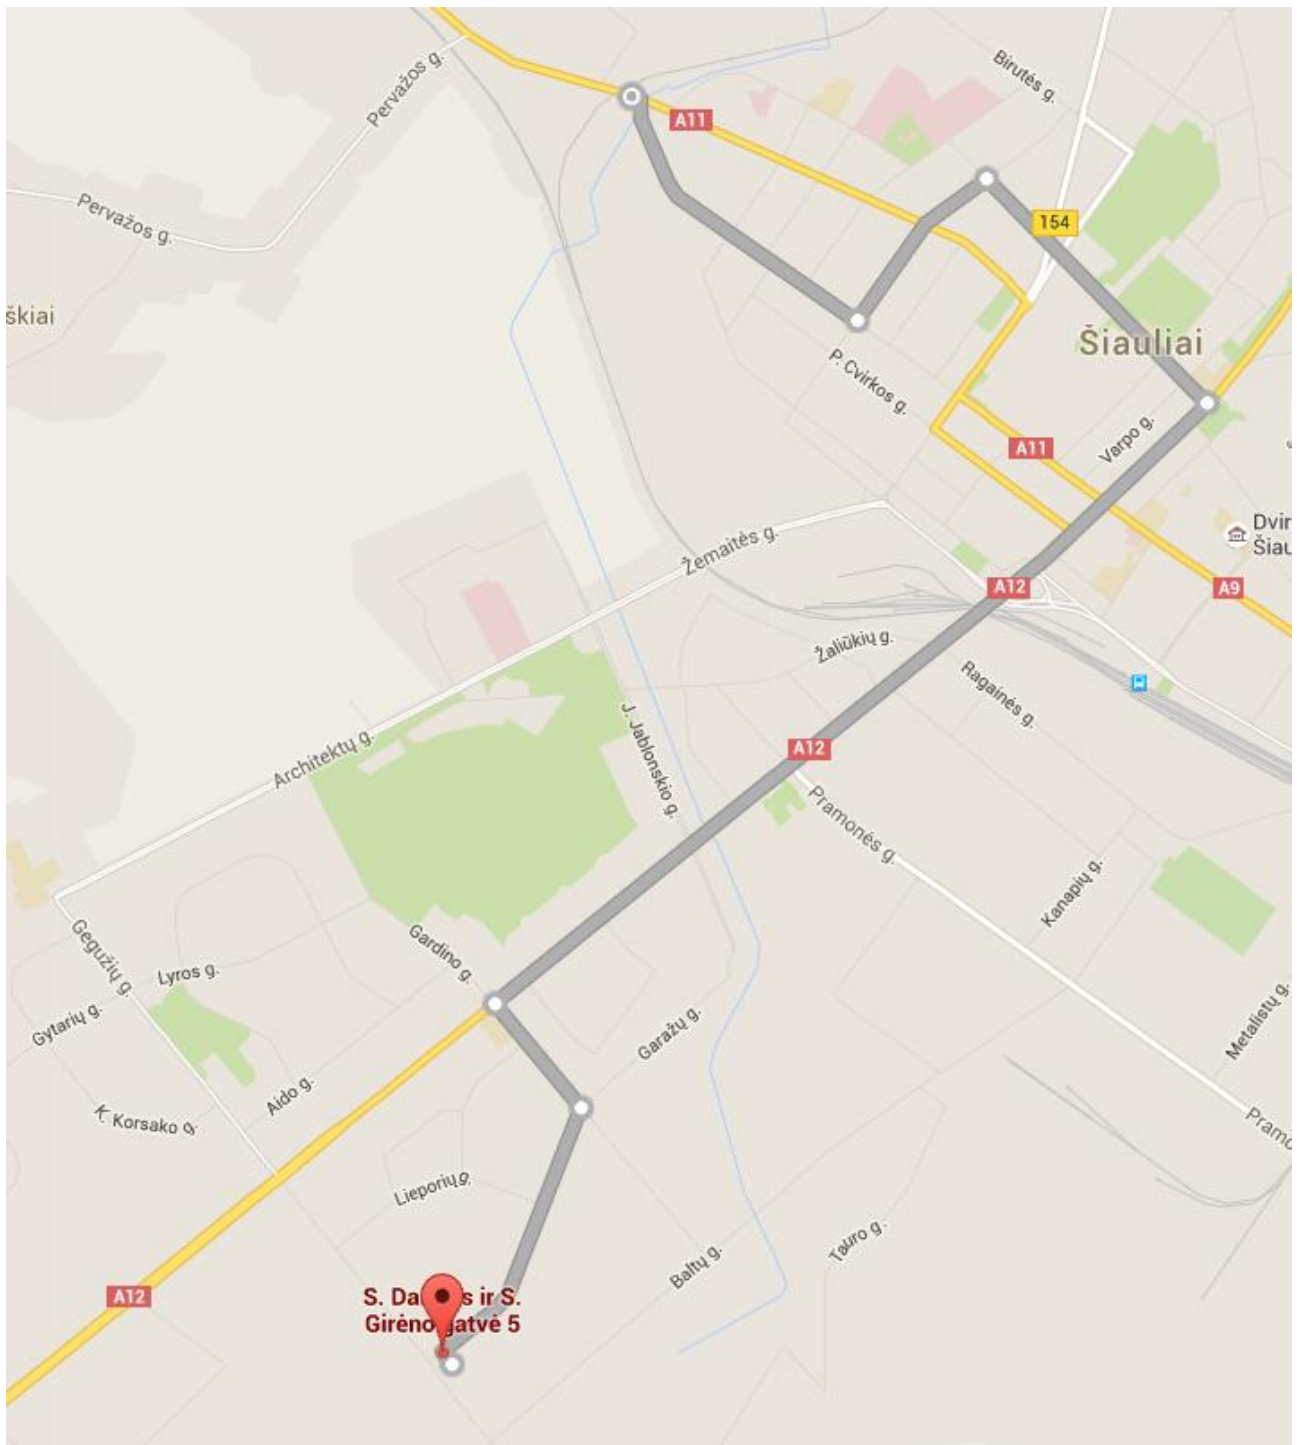 Birutės g.
Pervažos g.
A11
Pervažos g.
154
škiai
Šiauliai
P. Cvirkos g.
Varpo g.
A11
Dvir
Šiau
Žemaitės g.
A12
A9
Žaliūkių g.
Ragainės g.
J. Jablonskio g.
Architektų g.
A12
Pramonės g.
Kanapių g.
Gegužių g.
Gardino g.
Lyros g.
Gytarių g.
Garažų g.
Metalistų g.
Aido g.
K. Korsako g.
Pramo
Lieporių g.
Tauro g.
Baltų g.
A12
ir S.
gatvė 5